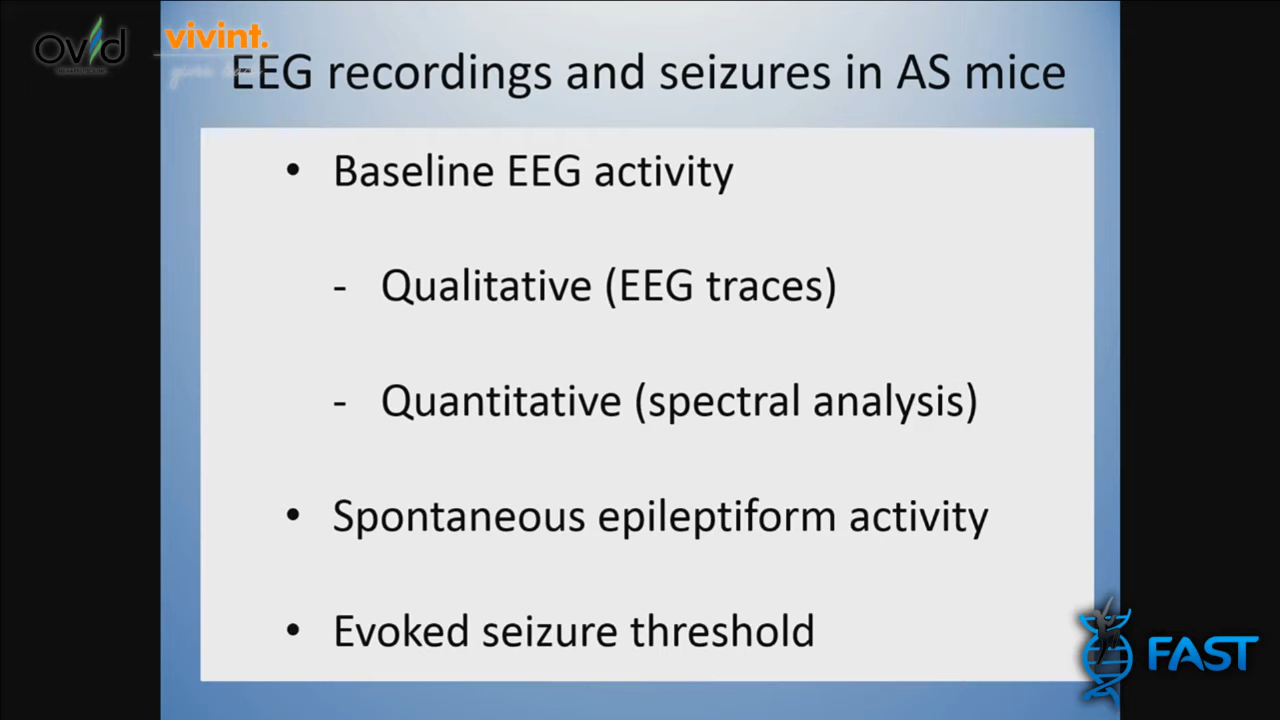 ovid
vivint.
EEG recordings and seizures in AS mice
• Baseline EEG activity
- Qualitative (EEG traces)
- Quantitative (spectral analysis)
• Spontaneous epileptiform activity
• Evoked seizure threshold
FAST